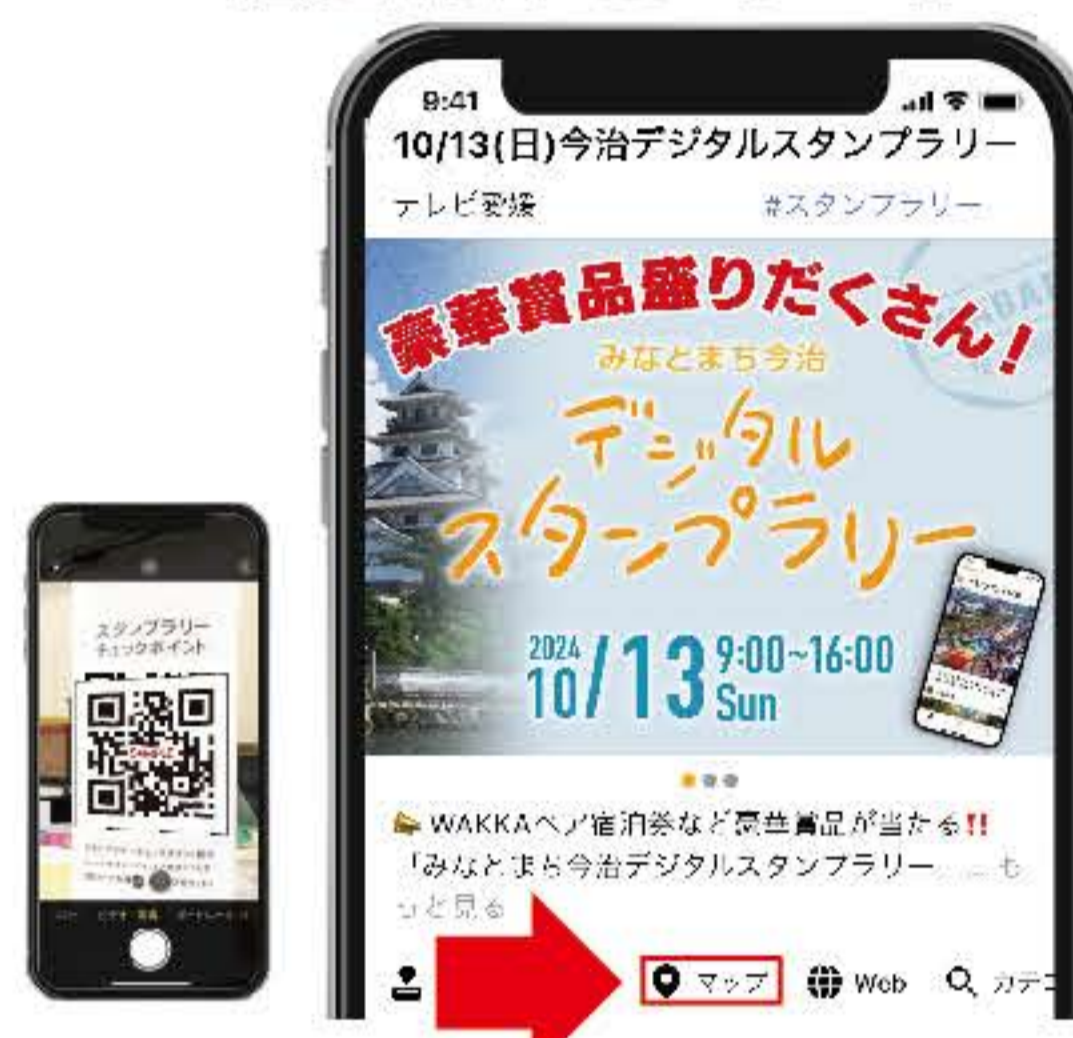 スタンプラリー
チェックポイント
SAMPLE
9:41
10/13(日)今治デジタルスタンプラリー
テレビ愛媛
#スタンプラリー
豪華賞品盛りだくさん!
みなとまち今治
デジタル
スタンプラリー
2024
10/13
9:00~16:00
Sun
WAKKAペア宿泊券など豪華賞品が当たる‼
「みなとまち今治デジタルスタンプラリー…… も
っと見る
マップ
Web
カテゴ